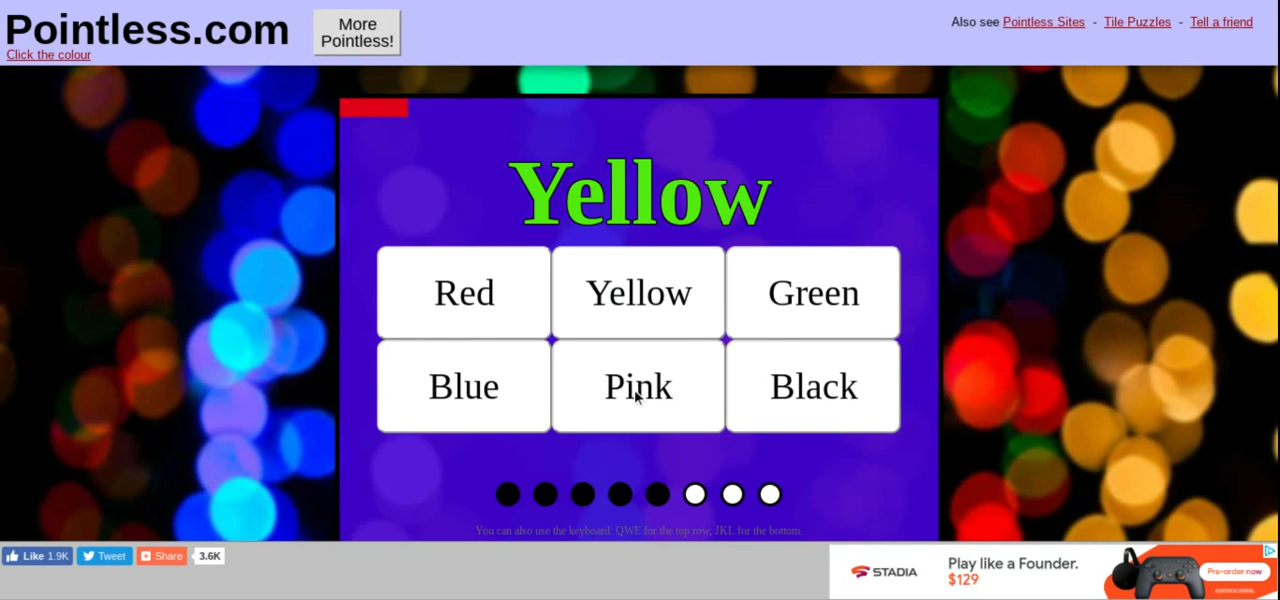 Pointless.com
Click the colour
More
Pointless!
Also see Pointless Sites - Tile Puzzles - Tell a friend
Yellow
Red Yellow Green
Blue Pink Black
You can also use the keyboard: QWE for the top row, JKL for the bottom.
Like 1.9K Tweet Share 3.6K
STADIA
Play like a Founder.
$129
Pre-order now